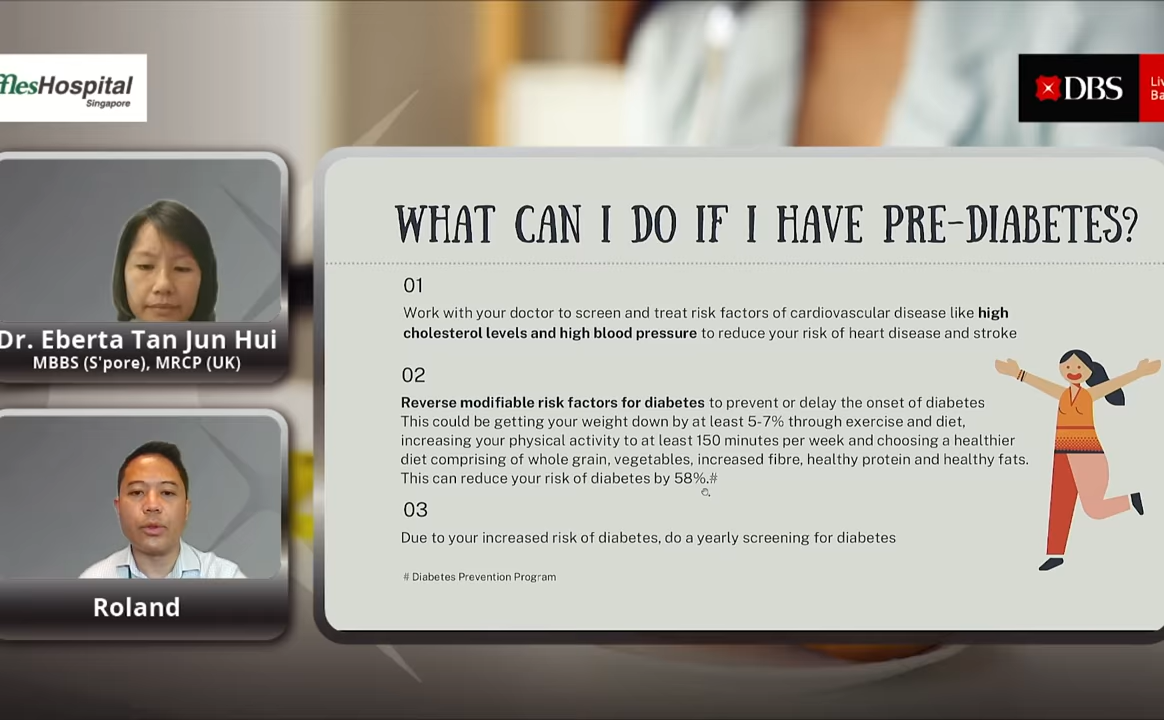 fflesHospital
Singapore
DBS
Dr. Eberta Tan Jun Hui
MBBS (S'pore), MRCP (UK)
Roland
WHAT CAN I DO IF I HAVE PRE-DIABETES?
01
Work with your doctor to screen and treat risk factors of cardiovascular disease like high
cholesterol levels and high blood pressure to reduce your risk of heart disease and stroke
02
Reverse modifiable risk factors for diabetes to prevent or delay the onset of diabetes
This could be getting your weight down by at least 5-7% through exercise and diet,
increasing your physical activity to at least 150 minutes per week and choosing a healthier
diet comprising of whole grain, vegetables, increased fibre, healthy protein and healthy fats.
This can reduce your risk of diabetes by 58%.#
03
Due to your increased risk of diabetes, do a yearly screening for diabetes
# Diabetes Prevention Program